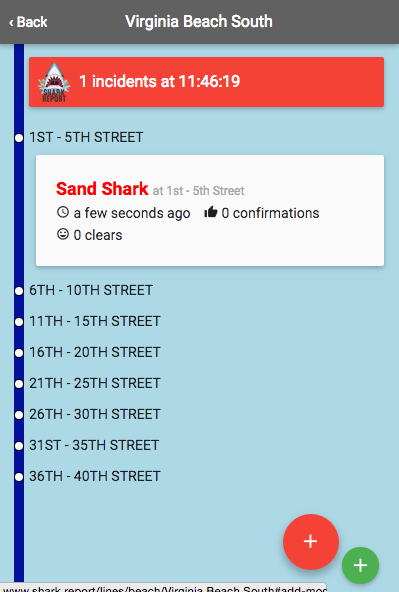 ‹ Back
Virginia Beach South
SHARK
REPORT
1 incidents at 11:46:19
1ST - 5TH STREET
Sand Shark at 1st - 5th Street
a few seconds ago 0 confirmations
0 clears
6TH - 10TH STREET
11TH - 15TH STREET
16TH - 20TH STREET
21TH - 25TH STREET
26TH - 30TH STREET
31ST - 35TH STREET
36TH - 40TH STREET
www.shark.report/lines/beach/Virginia Beach South#add-mod